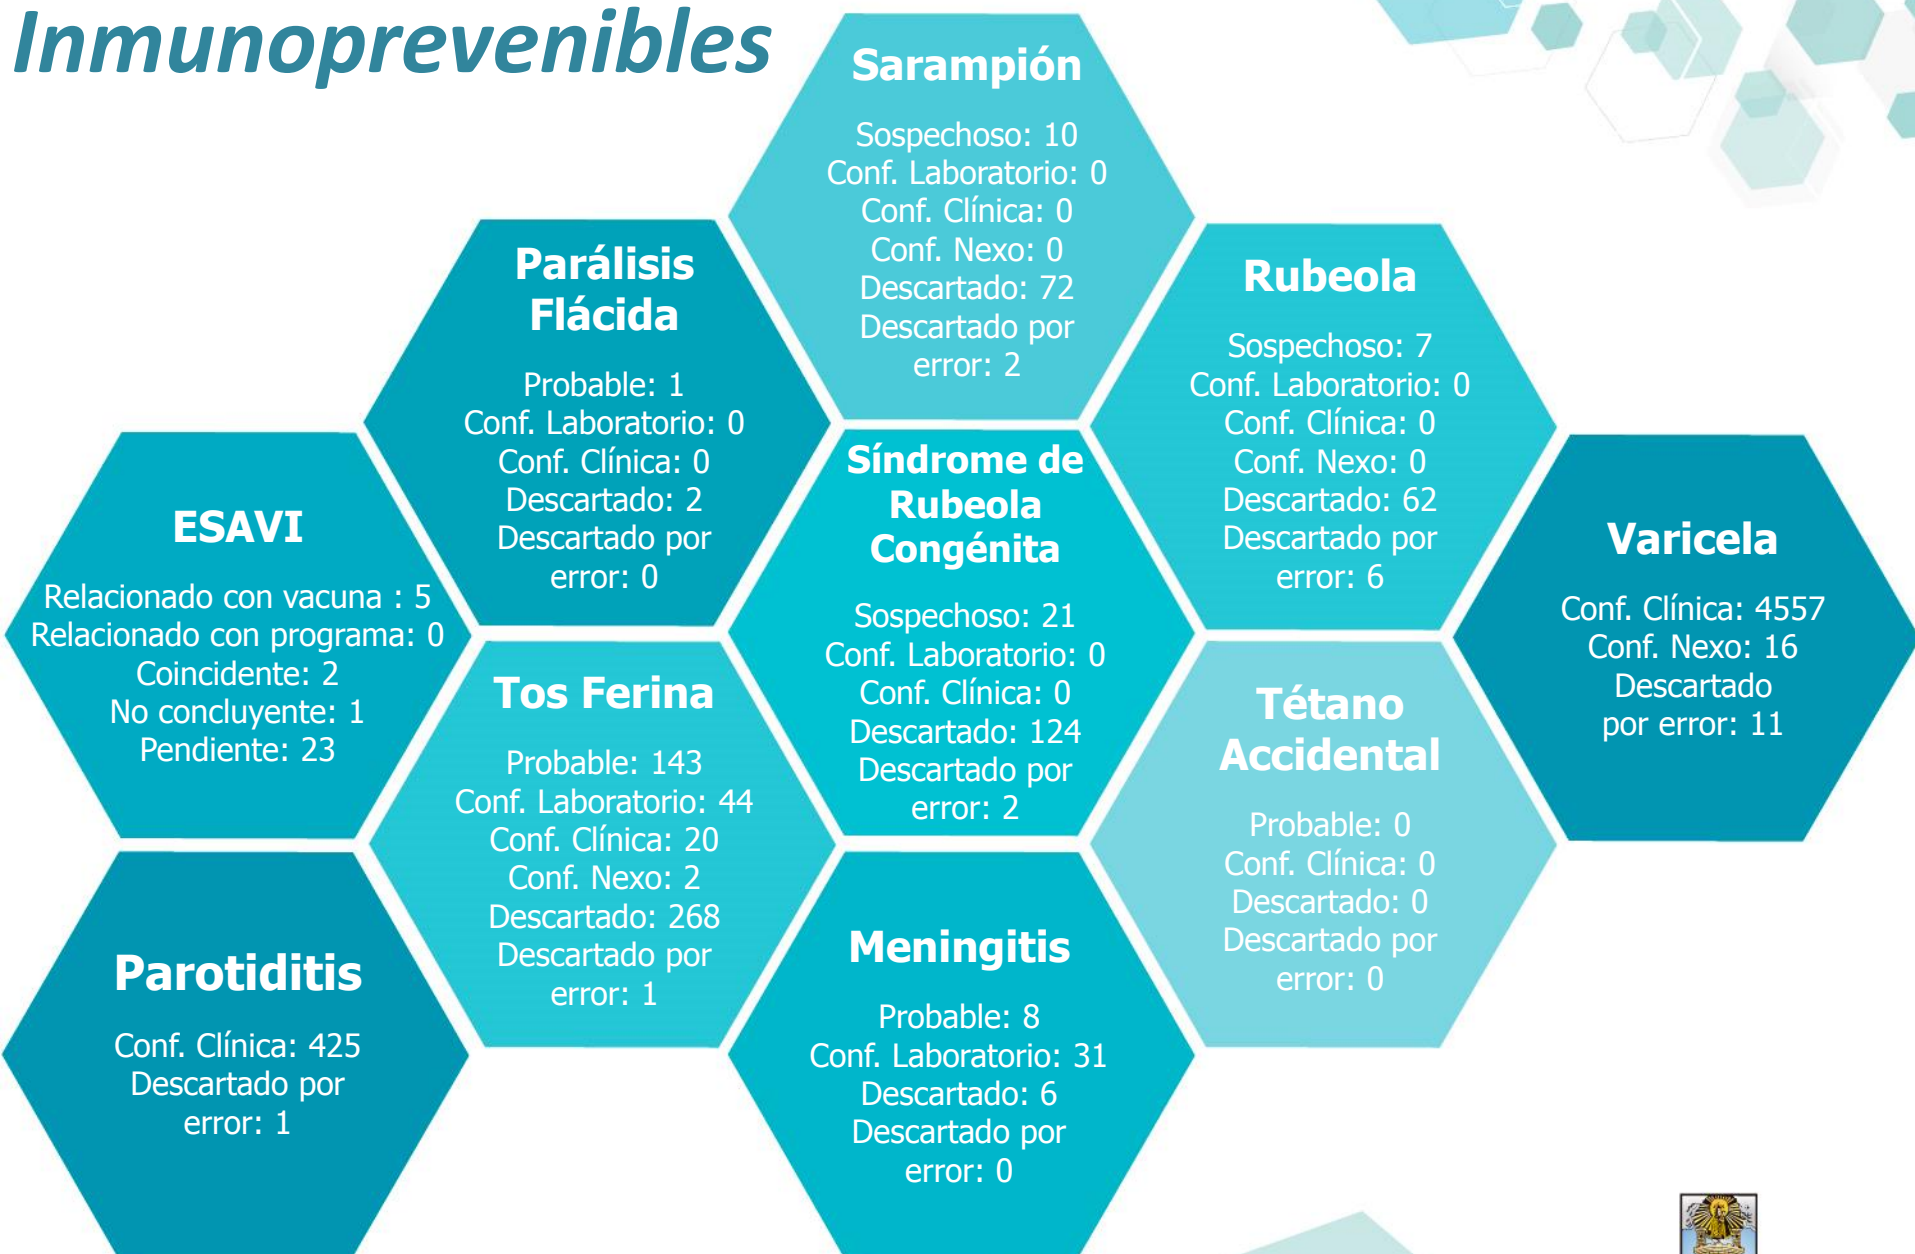 Inmunoprevenibles
Sarampión
Sospechoso: 10
Conf. Laboratorio: 0
Conf. Clínica: 0
Conf. Nexo: 0
Descartado: 72
Descartado por
error: 2
Parálisis
Flácida
Probable: 1
Conf. Laboratorio: 0
Conf. Clínica: 0
Descartado: 2
Descartado por
error: 0
Rubeola
Sospechoso: 7
Conf. Laboratorio: 0
Conf. Clínica: 0
Conf. Nexo: 0
Descartado: 62
Descartado por
error: 6
ESAVI
Relacionado con vacuna : 5
Relacionado con programa: 0
Coincidente: 2
No concluyente: 1
Pendiente: 23
Síndrome de
Rubeola
Congénita
Sospechoso: 21
Conf. Laboratorio: 0
Conf. Clínica: 0
Descartado: 124
Descartado por
error: 2
Varicela
Conf. Clínica: 4557
Conf. Nexo: 16
Descartado
por error: 11
Tos Ferina
Probable: 143
Conf. Laboratorio: 44
Conf. Clínica: 20
Conf. Nexo: 2
Descartado: 268
Descartado por
error: 1
Tétano
Accidental
Probable: 0
Conf. Clínica: 0
Descartado: 0
Descartado por
error: 0
Parotiditis
Conf. Clínica: 425
Descartado por
error: 1
Meningitis
Probable: 8
Conf. Laboratorio: 31
Descartado: 6
Descartado por
error: 0